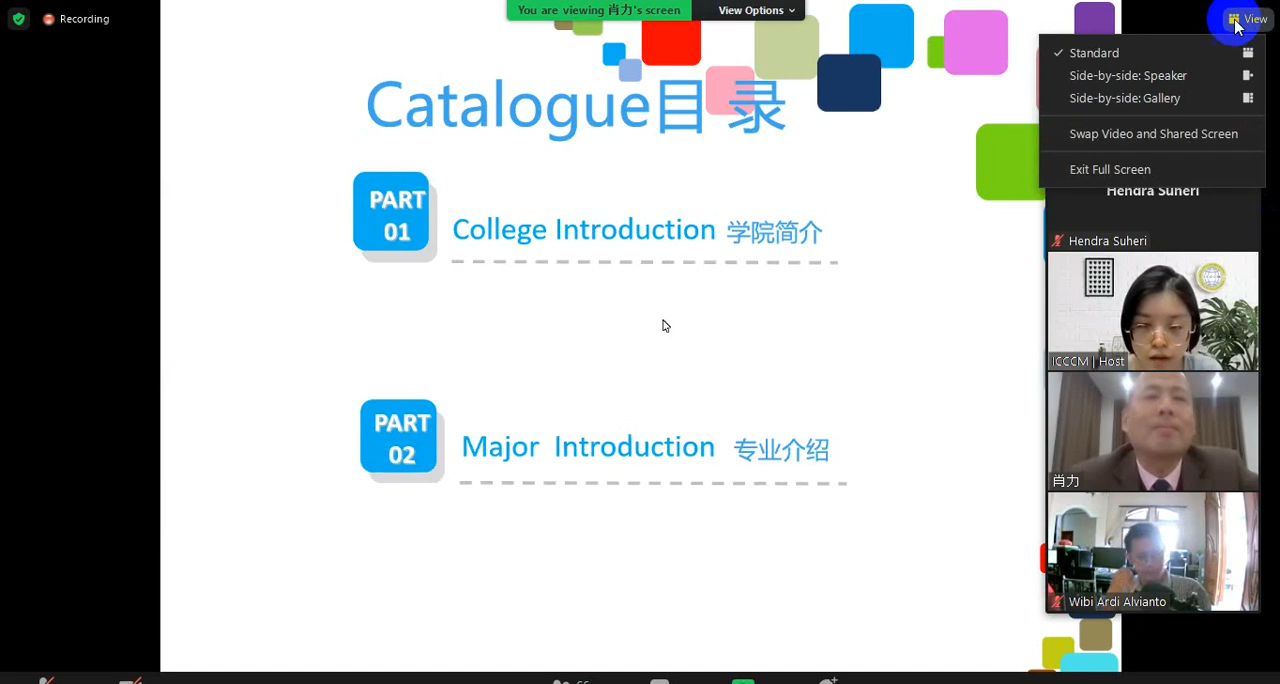 You are viewing 肖力's screen
View Options
Recording
View
Standard
Side-by-side: Speaker
Side-by-side: Gallery
Swap Video and Shared Screen
Exit Full Screen
Catalogue目 录
PART
01
College Introduction 学院简介
PART
02
Major Introduction 专业介绍
Hendra Suheri
Hendra Suheri
ICCCM | Host
肖力
Wibi Ardi Alvianto